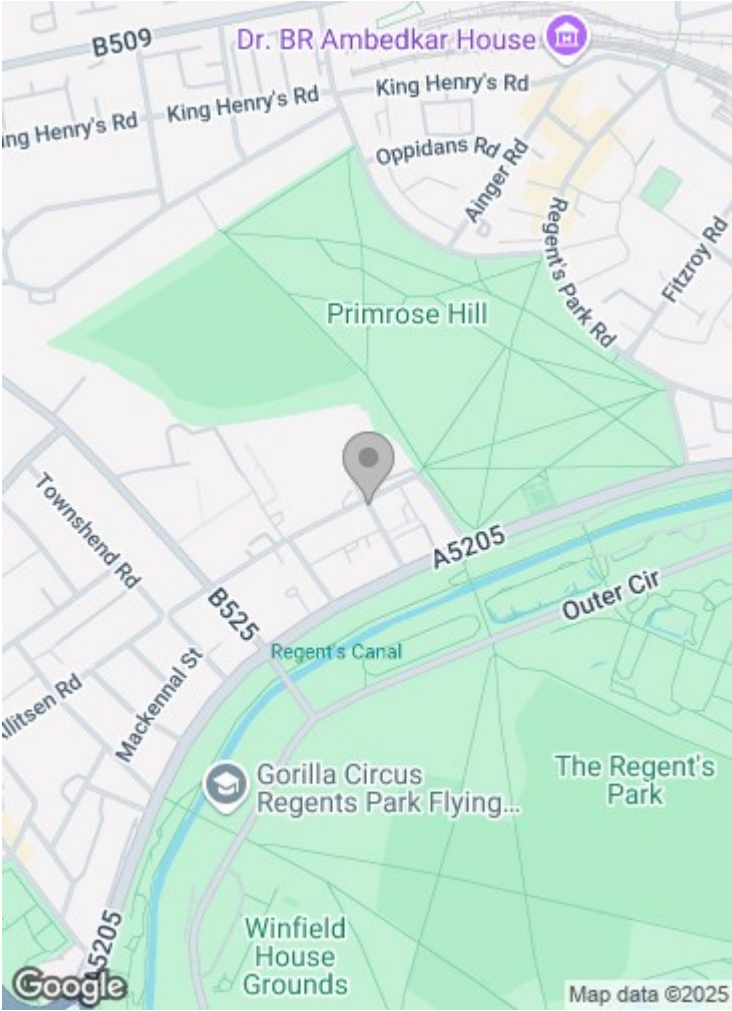 B509
Dr. BR Ambedkar House
King Henry's Rd
King Henry's Rd
ing Henry's Rd
Oppidans Rd
Ainger Rd
Regent's Park Rd
Fitzroy Rd
Primrose Hill
Townshend Rd
A5205
B525
Outer Cir
Regent's Canal
Mackennal St
llitsen Rd
Gorilla Circus
Regents Park Flying...
The Regent's
Park
Winfield
House
Grounds
A5205
Google
Map data ©2025